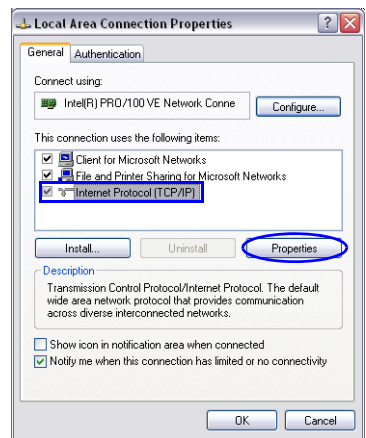 Local Area Connection Properties
General Authentication
Connect using:
Intel(R) PRO/100 VE Network Conne Configure...
This connection uses the following items:
Client for Microsoft Networks
File and Printer Sharing for Microsoft Networks
Internet Protocol (TCP/IP)
Install... Uninstall Properties
Description
Transmission Control Protocol/Internet Protocol. The default
wide area network protocol that provides communication
across diverse interconnected networks.
Show icon in notification area when connected
Notify me when this connection has limited or no connectivity
OK Cancel